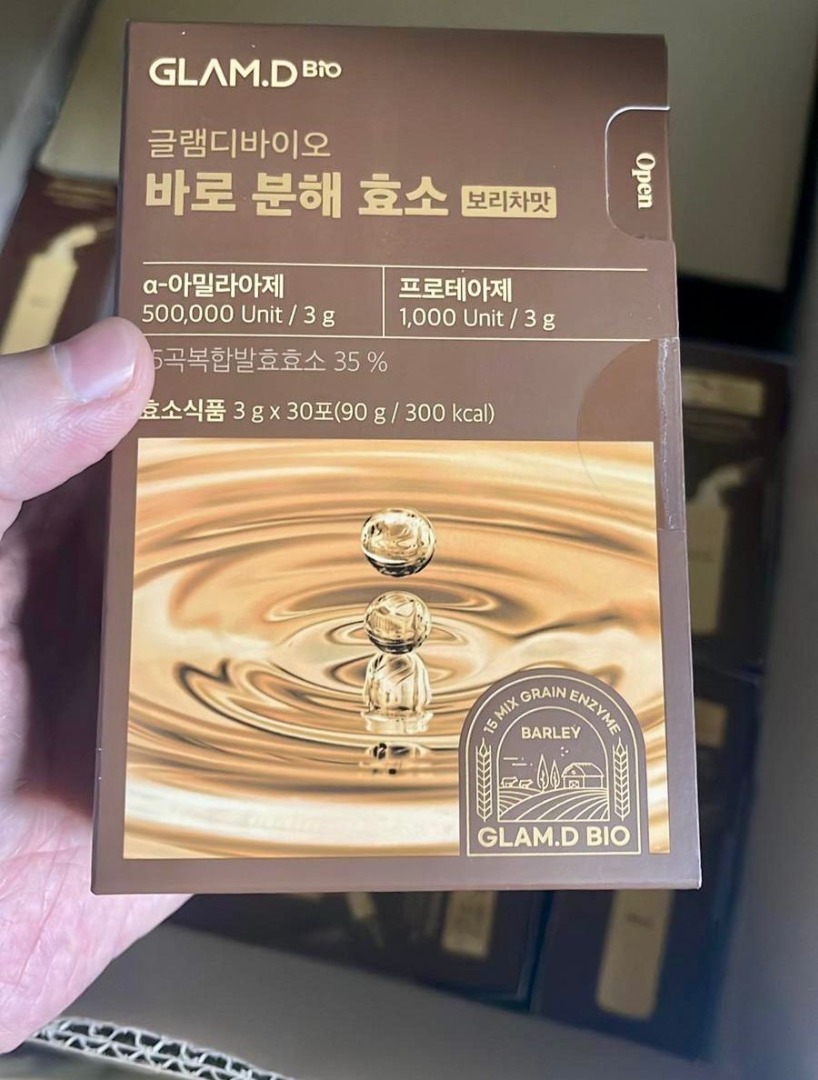 GLAM.D BIO
글램디바이오
바로 분해 효소 보리차맛
Open
α-아밀라아제
500,000 Unit / 3 g
프로테아제
1,000 Unit / 3 g
5곡복합발효효소 35 %
효소식품 3 g x 30포(90 g / 300 kcal)
15 MIX GRAIN ENZYME
BARLEY
GLAM.D BIO